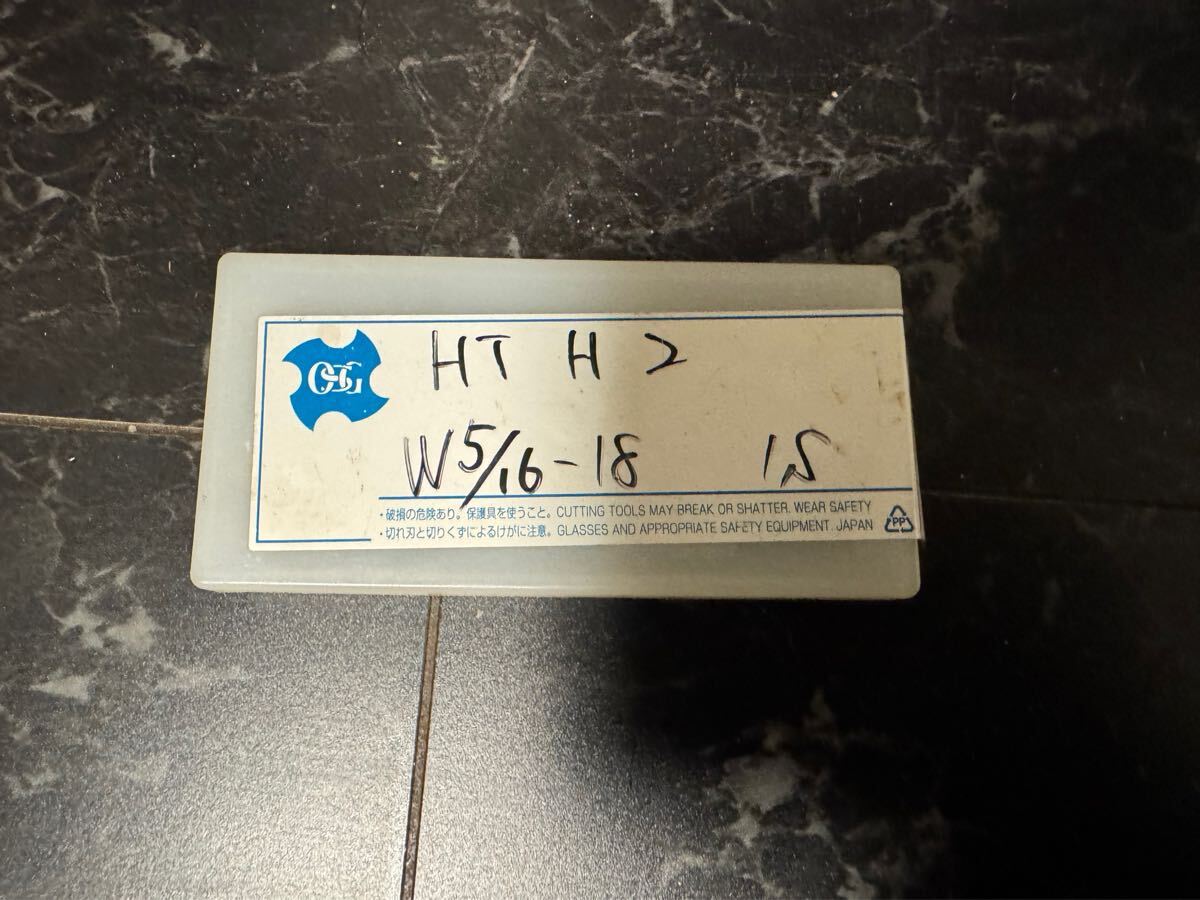 OSG
HT H 2
W 5/16-18 1S
・破損の危険あり。保護具を使うこと。 CUTTING TOOLS MAY BREAK OR SHATTER. WEAR SAFETY
・切れ刃と切りくずによるけがに注意。 GLASSES AND APPROPRIATE SAFETY EQUIPMENT. JAPAN
PP